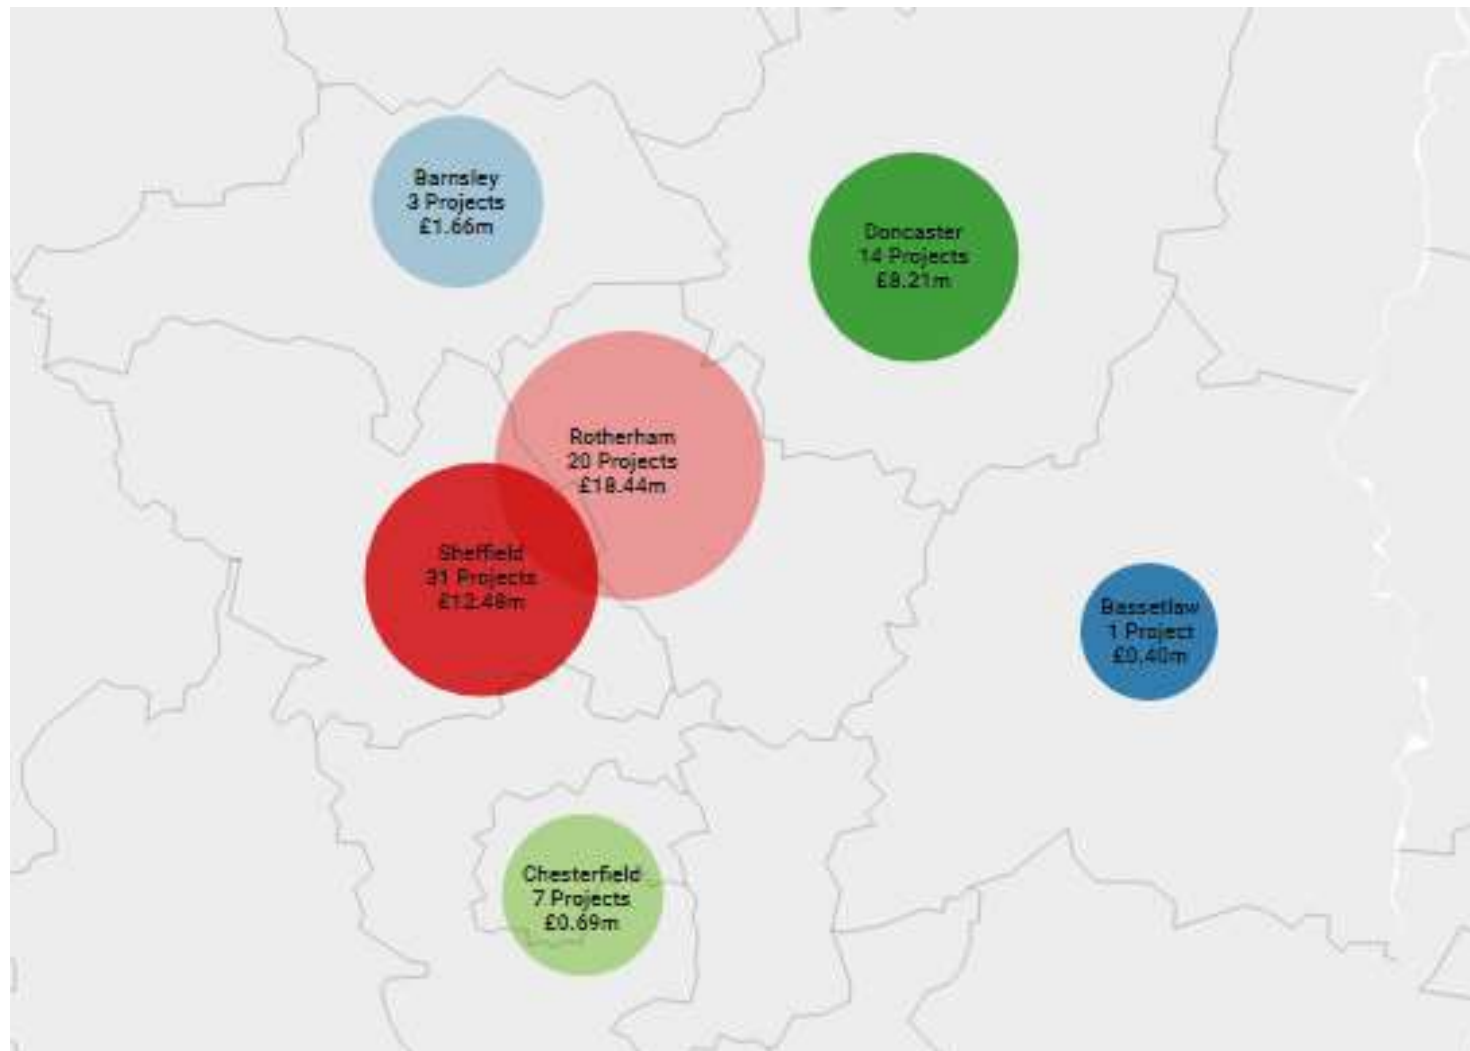 Barnsley
3 Projects
£1.66m
Doncaster
14 Projects
£8.21m
Rotherham
20 Projects
£18.44m
Sheffield
31 Projects
£12.48m
Bassetlaw
1 Project
£0.40m
Chesterfield
7 Projects
£0.69m